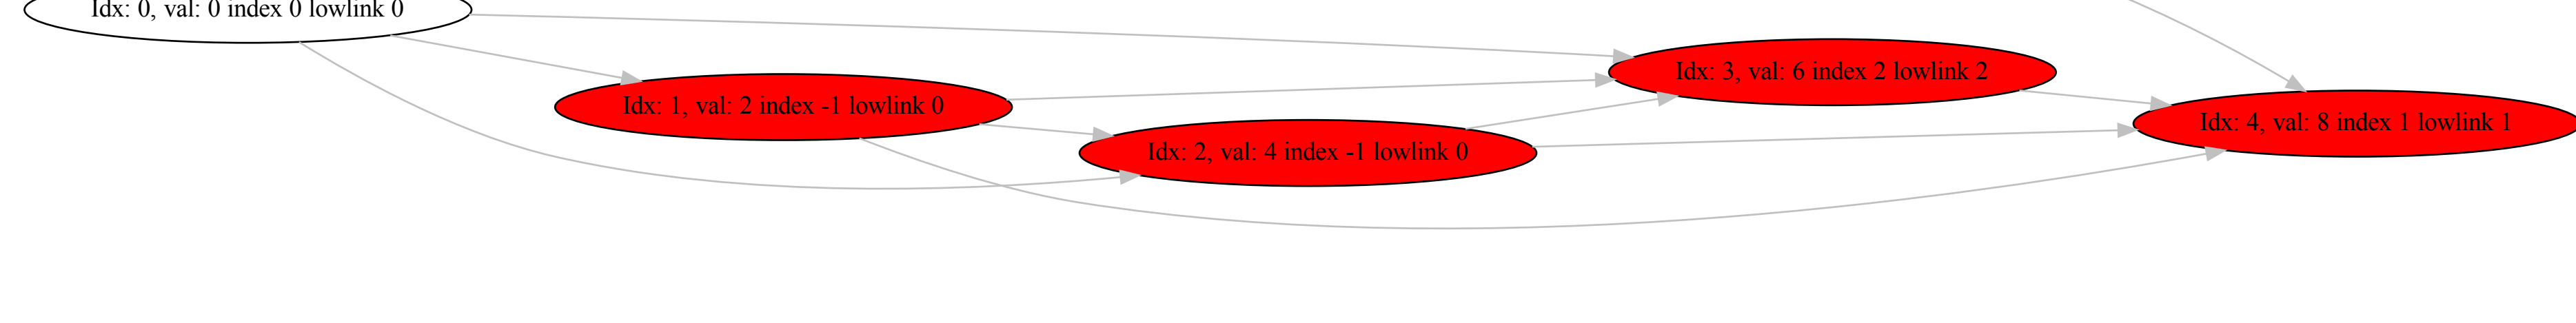 Idx: 0, val: 0 index 0 lowlink 0
Idx: 3, val: 6 index 2 lowlink 2
Idx: 1, val: 2 index -1 lowlink 0
Idx: 4, val: 8 index 1 lowlink 1
Idx: 2, val: 4 index -1 lowlink 0